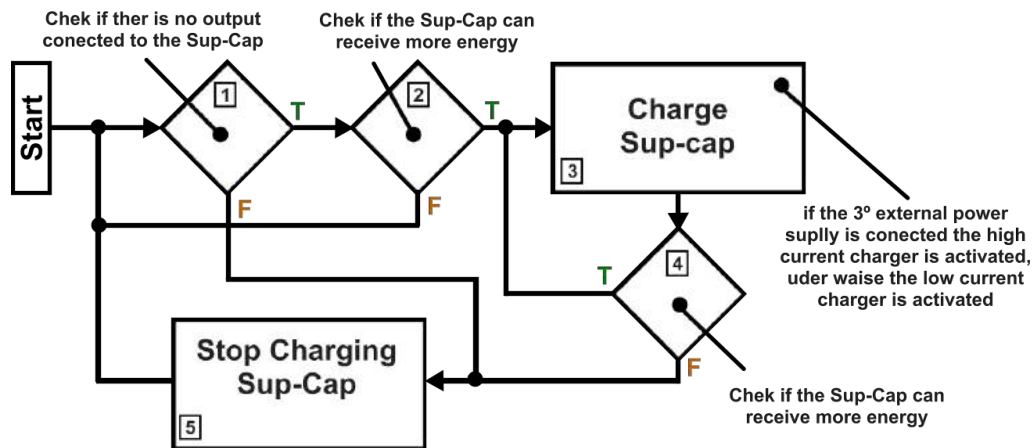 Chek if ther is no output
conected to the Sup-Cap
Chek if the Sup-Cap can
receive more energy
Start
1
T
2
T
Charge
Sup-cap
3
F
F
if the 3º external power
suplly is conected the high
current charger is activated,
uder waise the low current
charger is activated
4
T
F
Stop Charging
Sup-Cap
5
Chek if the Sup-Cap can
receive more energy